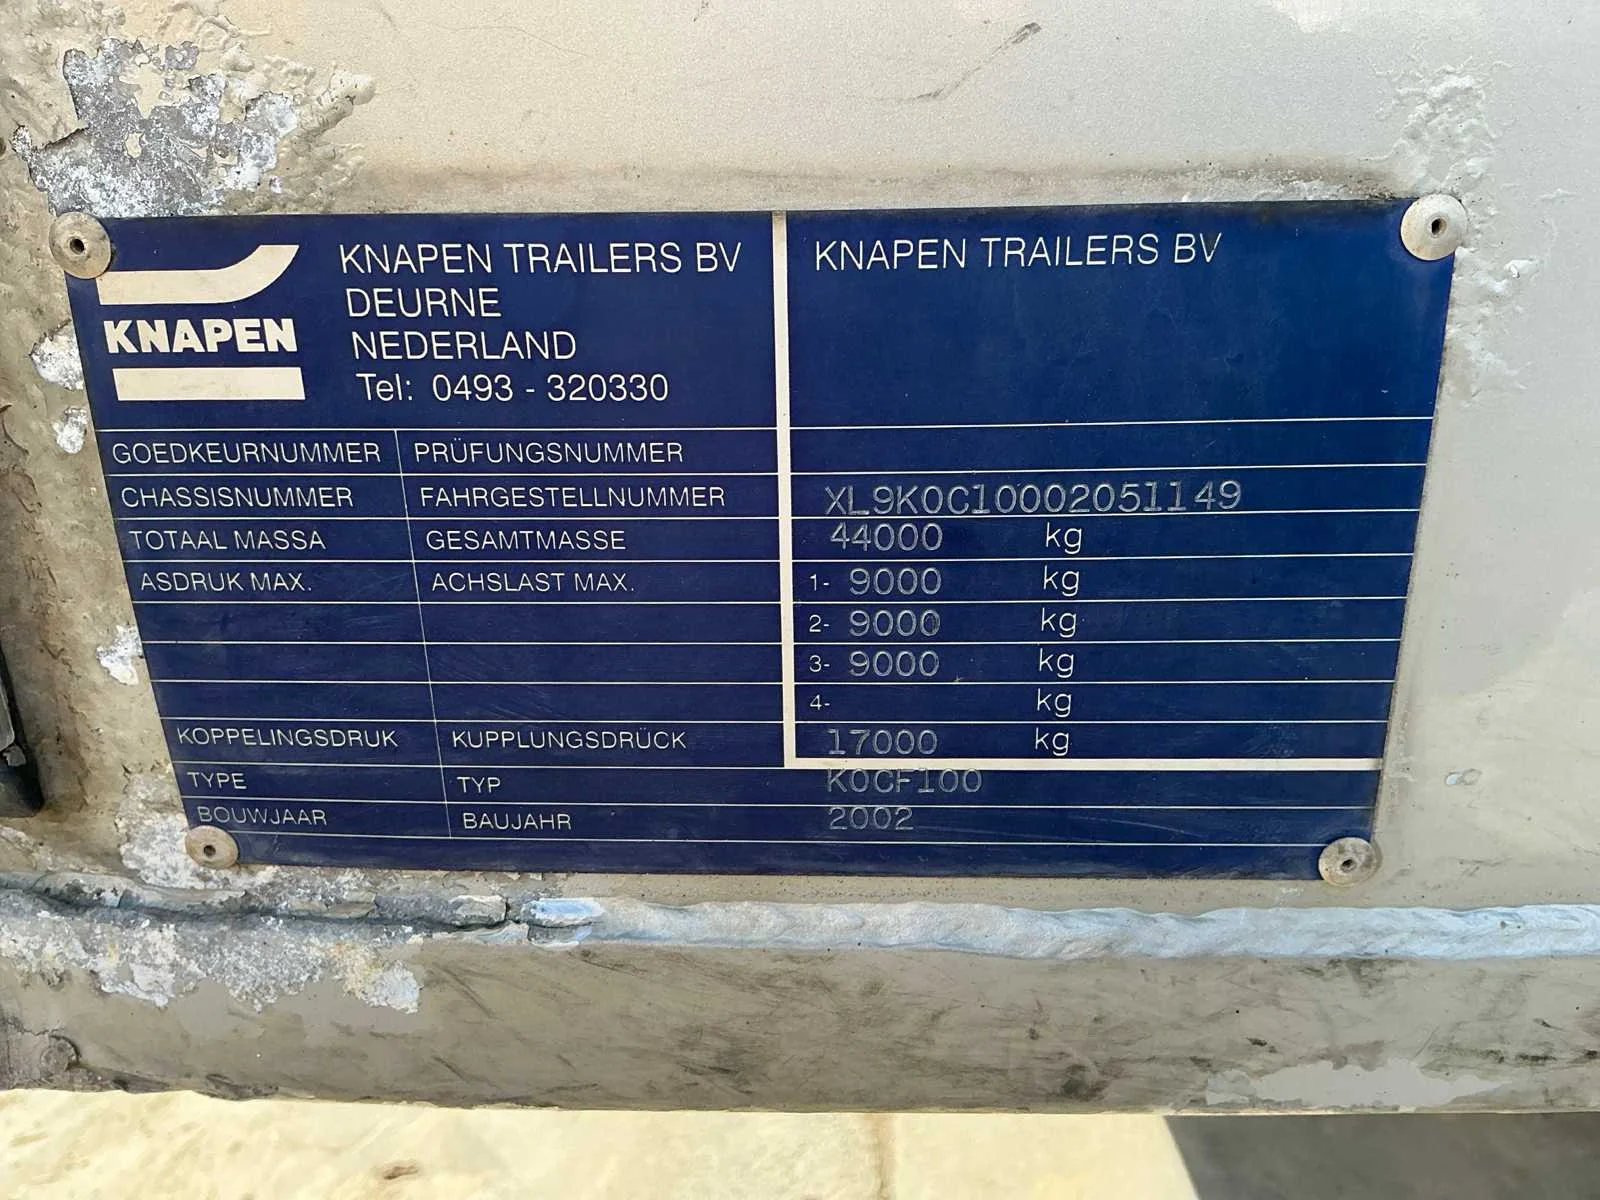 KNAPEN
KNAPEN TRAILERS BV
DEURNE
NEDERLAND
Tel: 0493 - 320330
KNAPEN TRAILERS BV
GOEDKEURNUMMER PRÜFUNGSNUMMER
CHASSISNUMMER FAHRGESTELLNUMMER XL9K0C10002051149
TOTAAL MASSA GESAMTMASSE 44000 kg
ASDRUK MAX. ACHSLAST MAX. 1- 9000 kg
2- 9000 kg
3- 9000 kg
4- kg
KOPPELINGSDRUK KUPPLUNGSDRÜCK 17000 kg
TYPE TYP K0CF100
BOUWJAAR BAUJAHR 2002